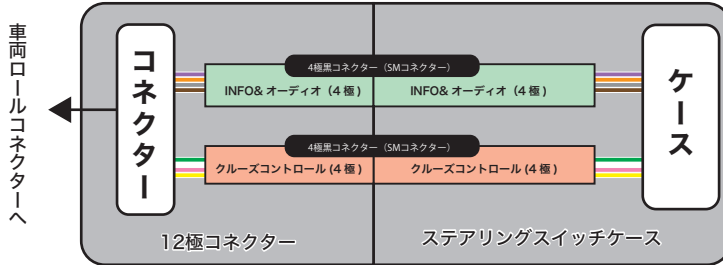 車両ロールコネクターへ
コネクター
4極黒コネクター（SMコネクター）
INFO& オーディオ（4 極 )
INFO& オーディオ（4 極 )
4極黒コネクター（SMコネクター）
クルーズコントロール (4 極 )
クルーズコントロール (4 極 )
ケース
12極コネクター
ステアリングスイッチケース